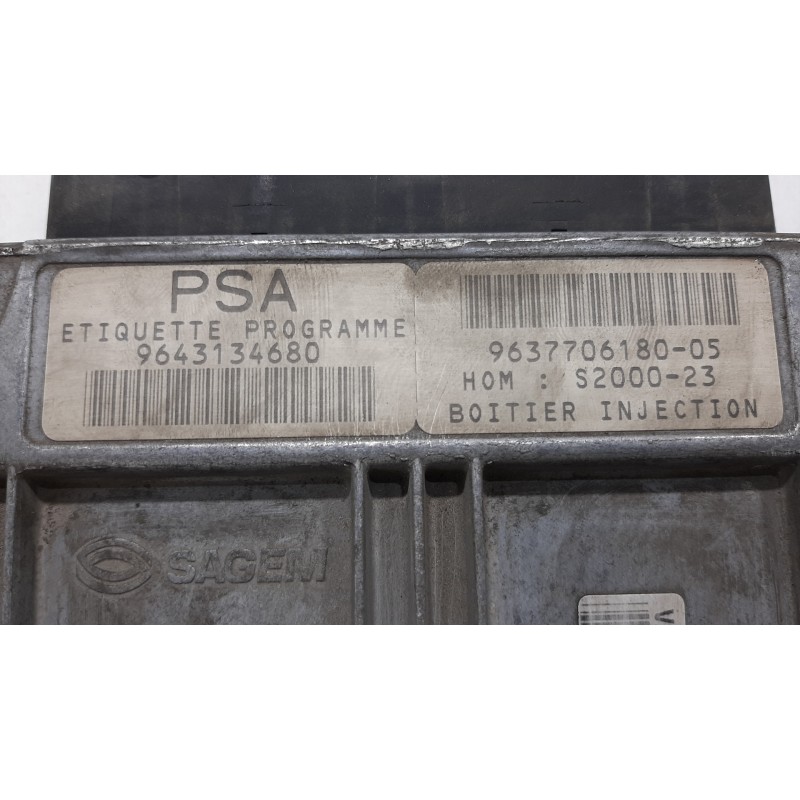 PSA
ETIQUETTE PROGRAMME
9643134680
9637706180-05
HOM : S2000-23
BOITIER INJECTION
SAGEM
V